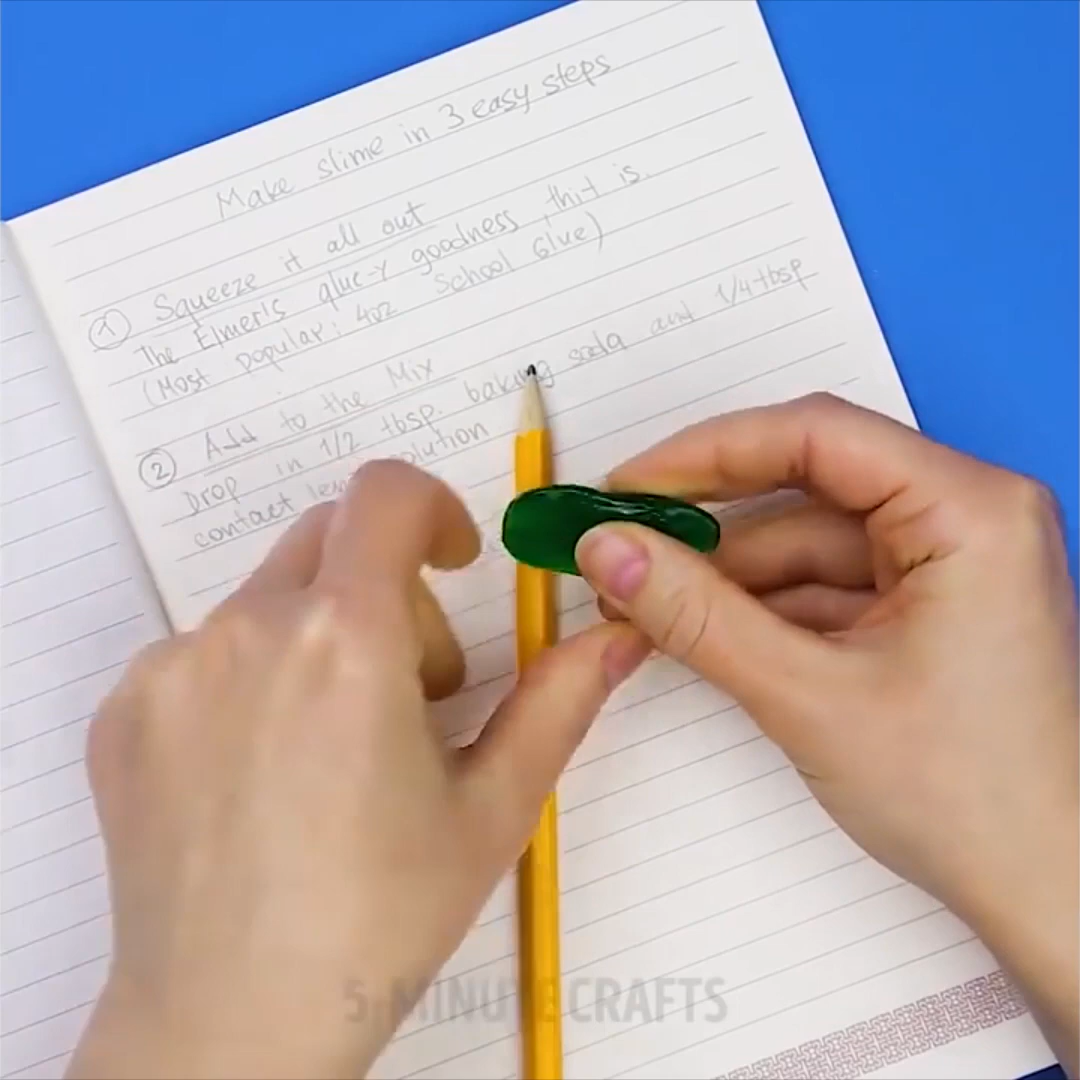 Make slime in 3 easy steps
① Squeeze it all out
The Elmer's glue-y goodness, thit is.
(Most popular: 4oz School Glue)
② Add to the Mix
Drop in 1/2 tbsp. baking soda and 1/4 tbsp
contact lens solution
5-MINUTE CRAFTS